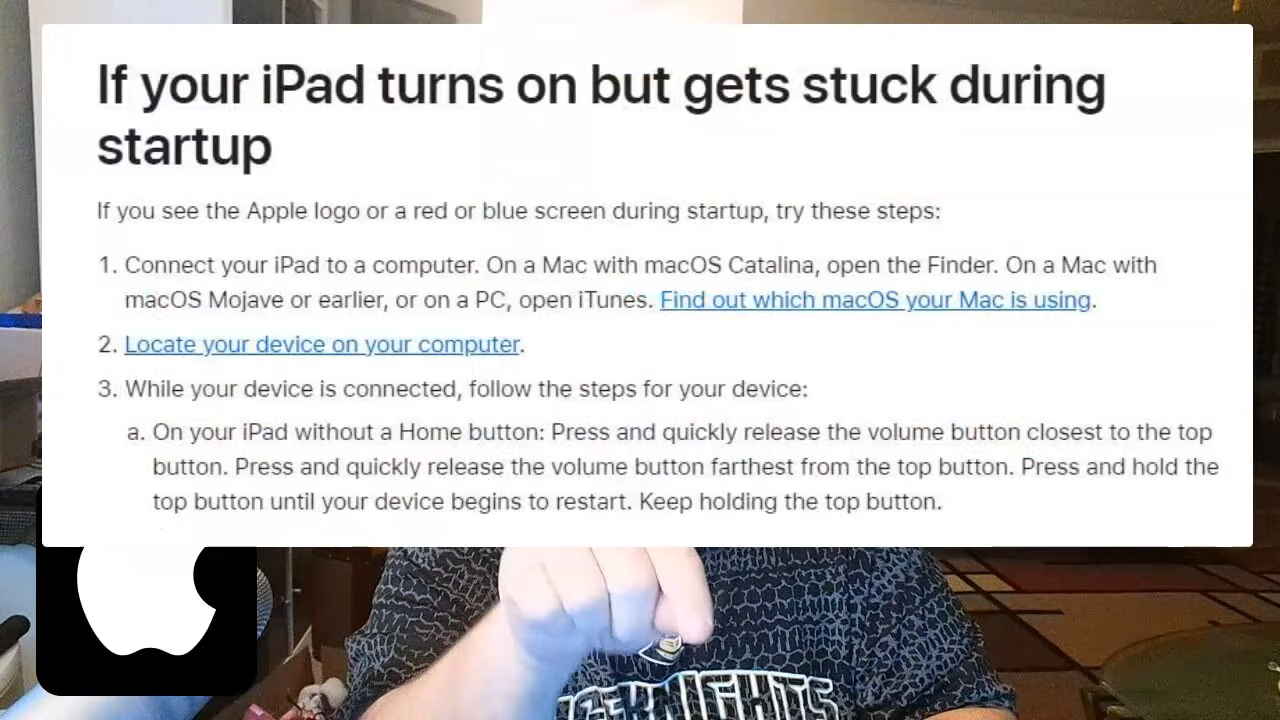 If your iPad turns on but gets stuck during
startup
If you see the Apple logo or a red or blue screen during startup, try these steps:
1. Connect your iPad to a computer. On a Mac with macOS Catalina, open the Finder. On a Mac with
macOS Mojave or earlier, or on a PC, open iTunes. Find out which macOS your Mac is using.
2. Locate your device on your computer.
3. While your device is connected, follow the steps for your device:
a. On your iPad without a Home button: Press and quickly release the volume button closest to the top
button. Press and quickly release the volume button farthest from the top button. Press and hold the
top button until your device begins to restart. Keep holding the top button.